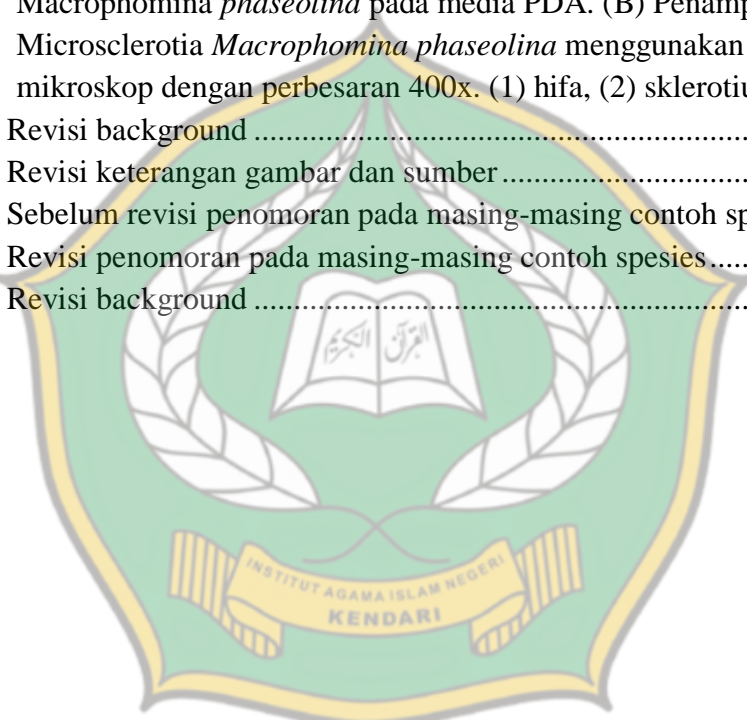 Macrophomina phaseolina pada media PDA. (B) Penamp
Microsclerotia Macrophomina phaseolina menggunakan
mikroskop dengan perbesaran 400x. (1) hifa, (2) sklerotiu
Revisi background ........................................................
Revisi keterangan gambar dan sumber ............................
Sebelum revisi penomoran pada masing-masing contoh sp
Revisi penomoran pada masing-masing contoh spesies .....
Revisi background ........................................................
القرآن الكريم
INSTITUT AGAMA ISLAM NEGERI
KENDARI